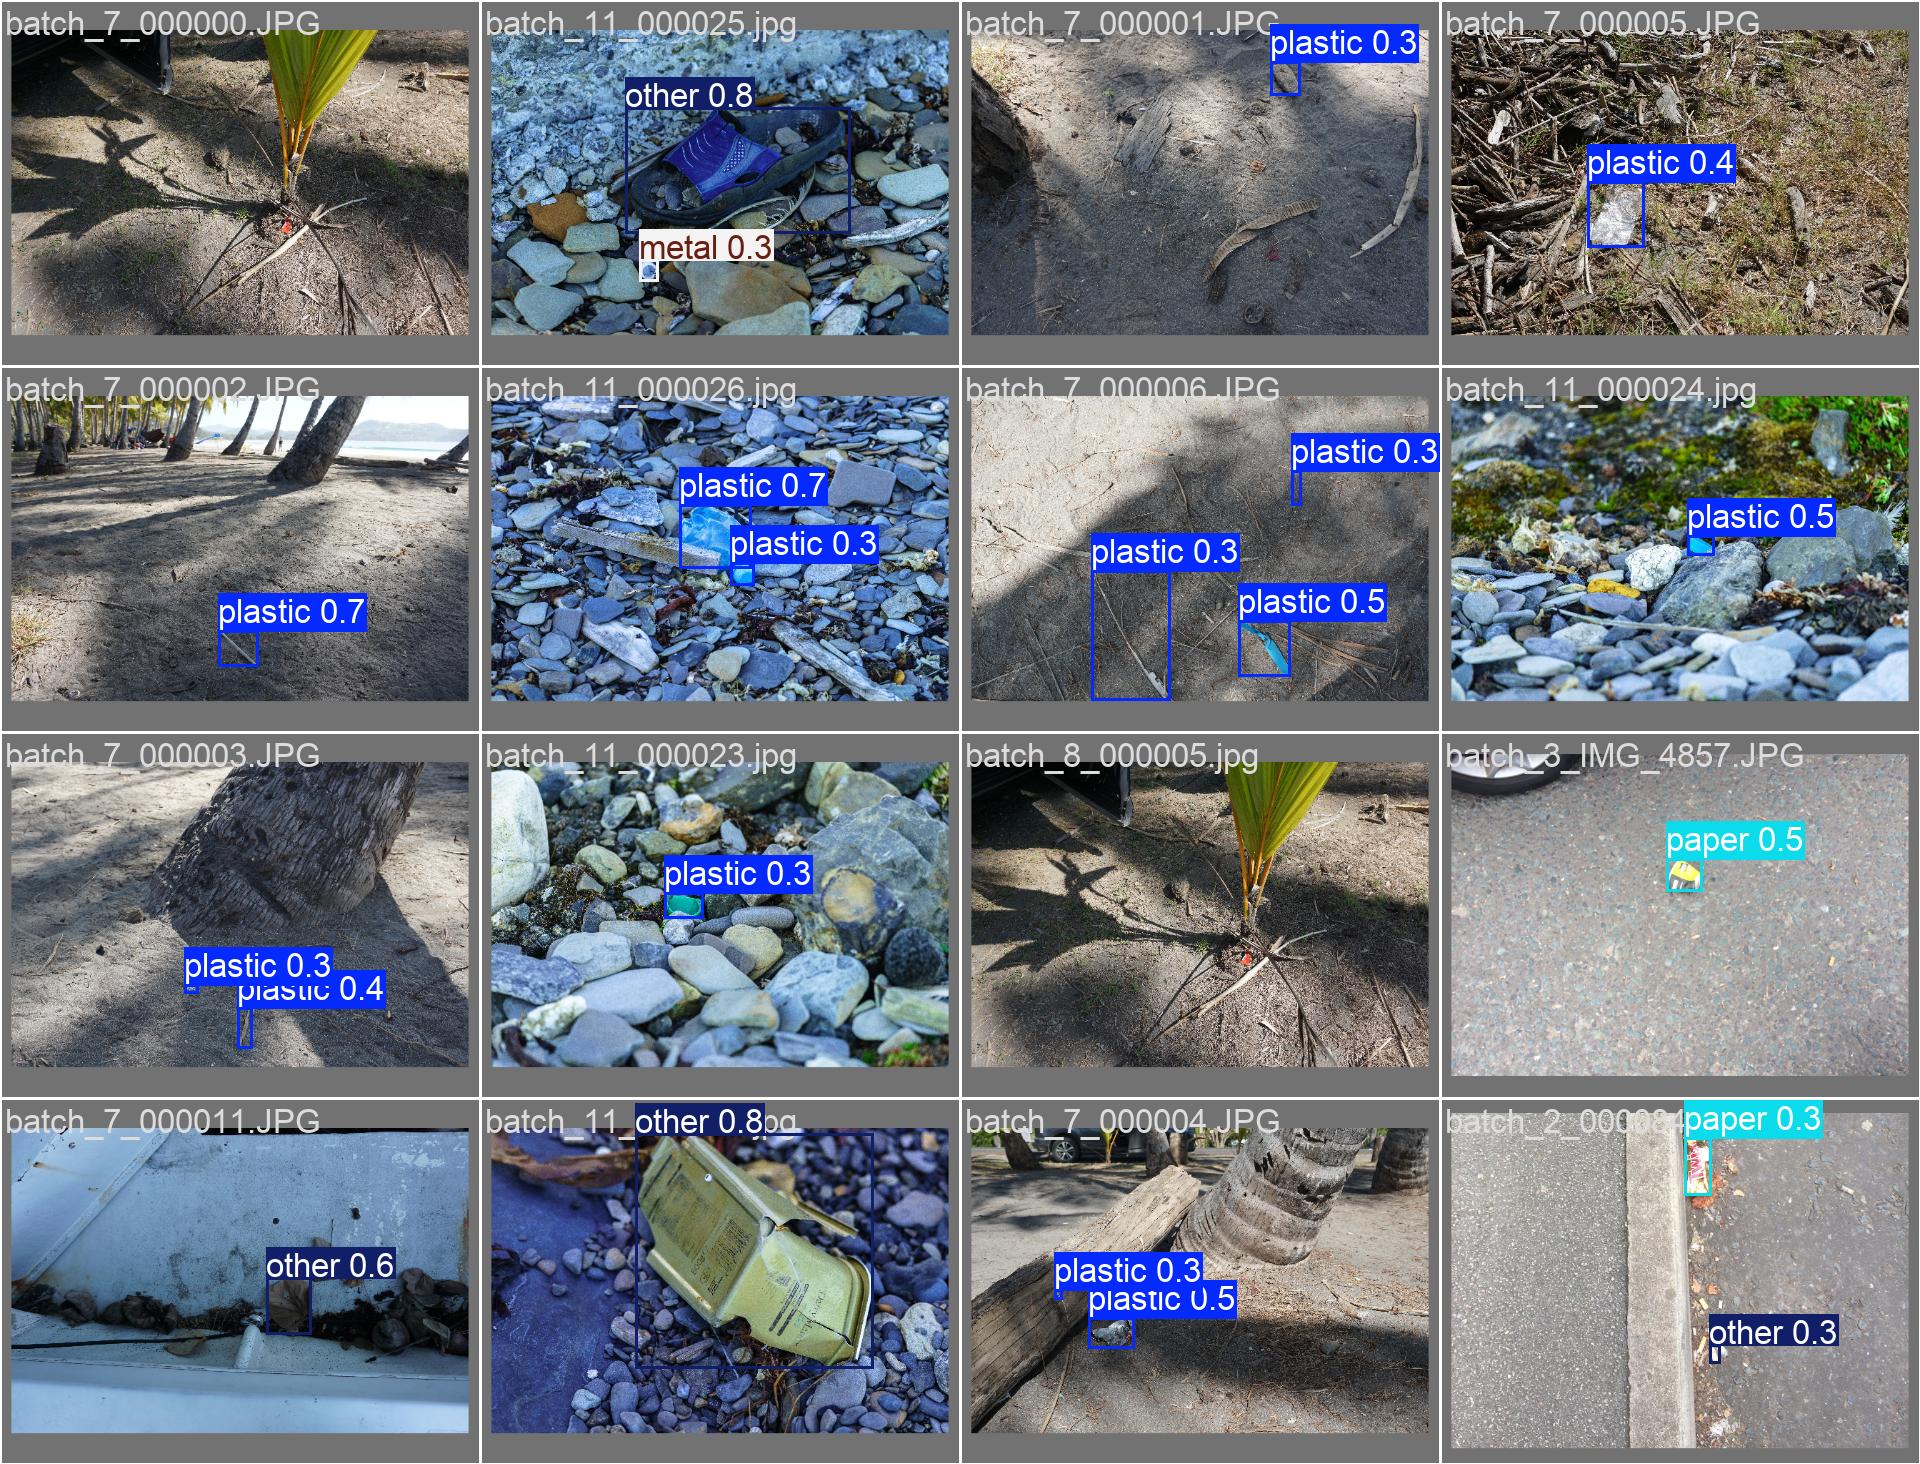 batch_7_000000.JPG
batch_11_000025.jpg
other 0.8
metal 0.3
batch_7_000001.JPG
plastic 0.3
batch_7_000005.JPG
plastic 0.4
batch_7_000002.JPG
plastic 0.7
batch_11_000026.jpg
plastic 0.7
plastic 0.3
batch_7_000006.JPG
plastic 0.3
plastic 0.3
plastic 0.5
batch_11_000024.jpg
plastic 0.5
batch_7_000003.JPG
plastic 0.3
plastic 0.4
batch_11_000023.jpg
plastic 0.3
batch_8_000005.jpg
batch_3_IMG_4857.JPG
paper 0.5
batch_7_000011.JPG
other 0.6
batch_11_
other 0.8
jpg
batch_7_000004.JPG
plastic 0.3
plastic 0.5
batch_2_000084
paper 0.3
other 0.3